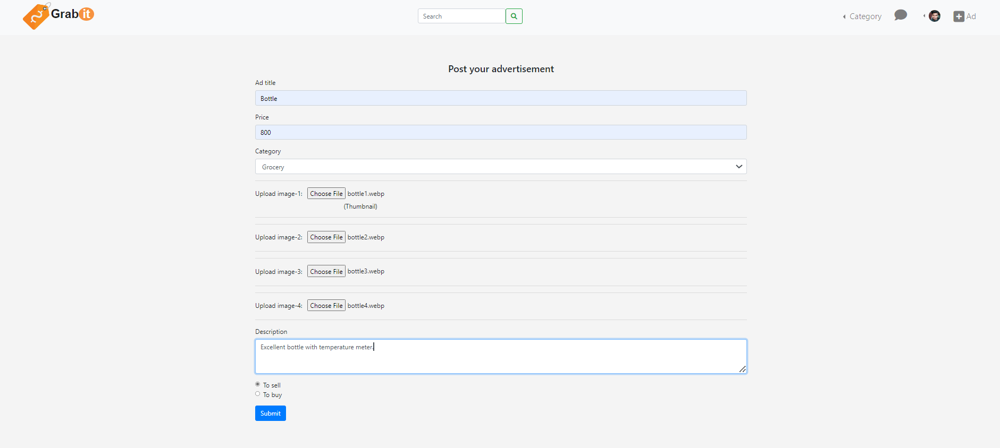 Grab it
Search
Category
Ad
Post your advertisement
Ad title
Bottle
Price
800
Category
Grocery
Upload image-1: Choose File bottle1.webp
(Thumbnail)
Upload image-2: Choose File bottle2.webp
Upload image-3: Choose File bottle3.webp
Upload image-4: Choose File bottle4.webp
Description
Excellent bottle with temperature meter.
To sell
To buy
Submit